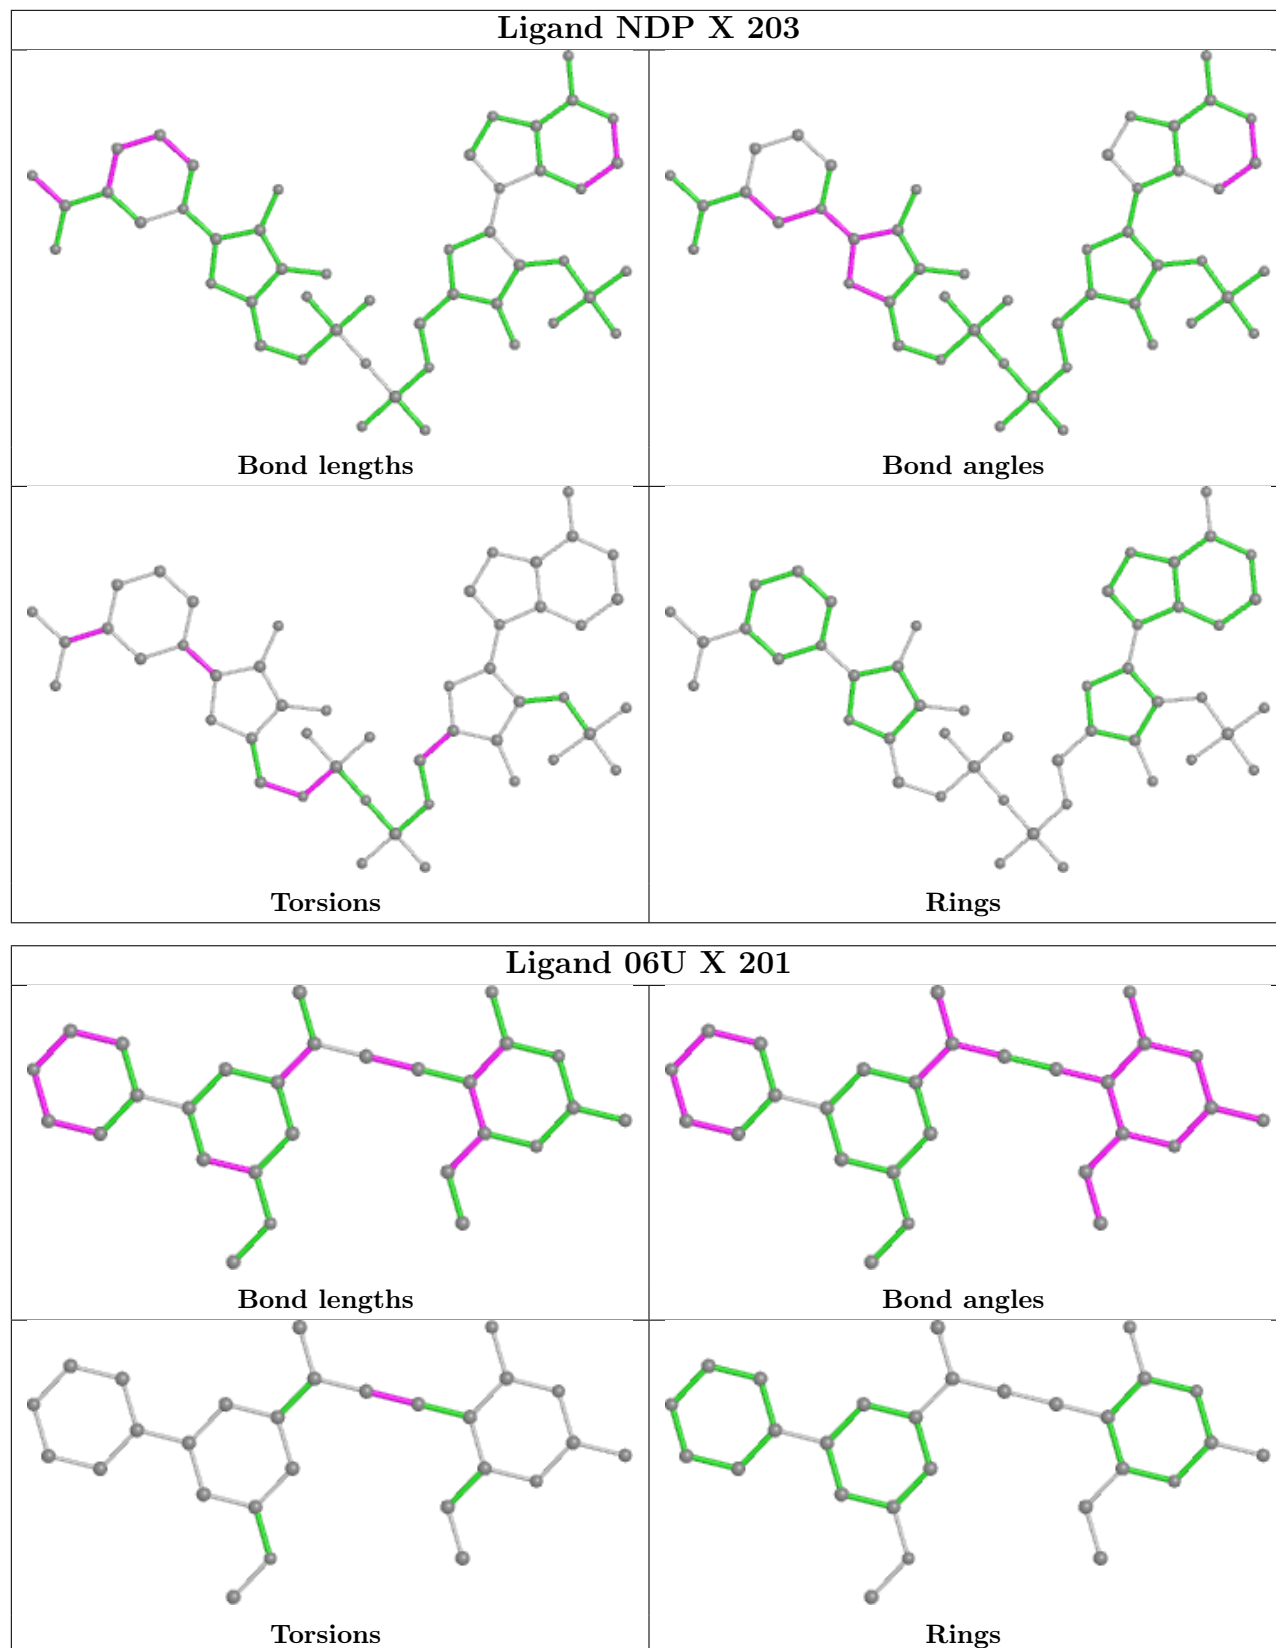 Ligand NDP X 203
Bond lengths
Bond angles
Torsions
Rings
Ligand 06U X 201
Bond lengths
Bond angles
Torsions
Rings